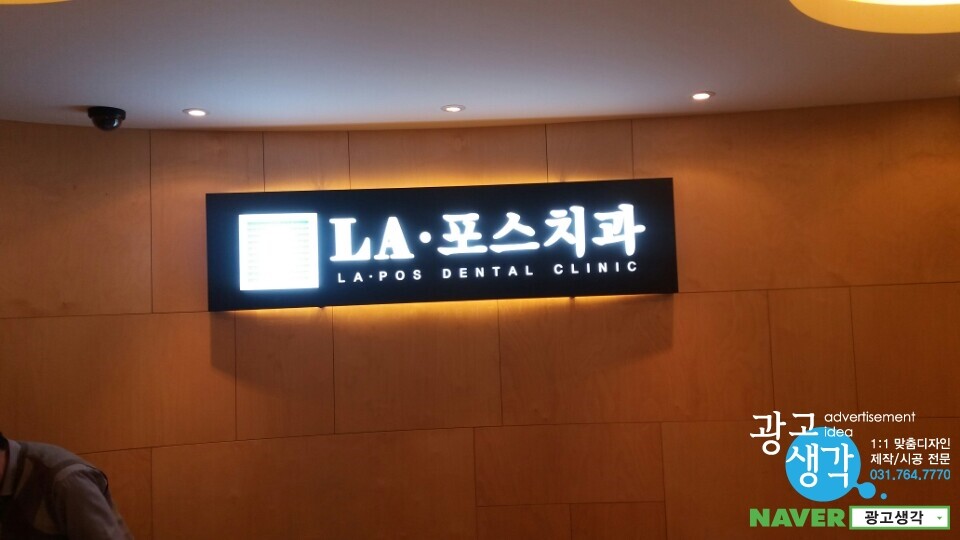 LA·포스치과
LA·POS DENTAL CLINIC
광고 advertisement
생각 idea
1:1 맞춤디자인
제작/시공 전문
031.764.7770
NAVER 광고생각